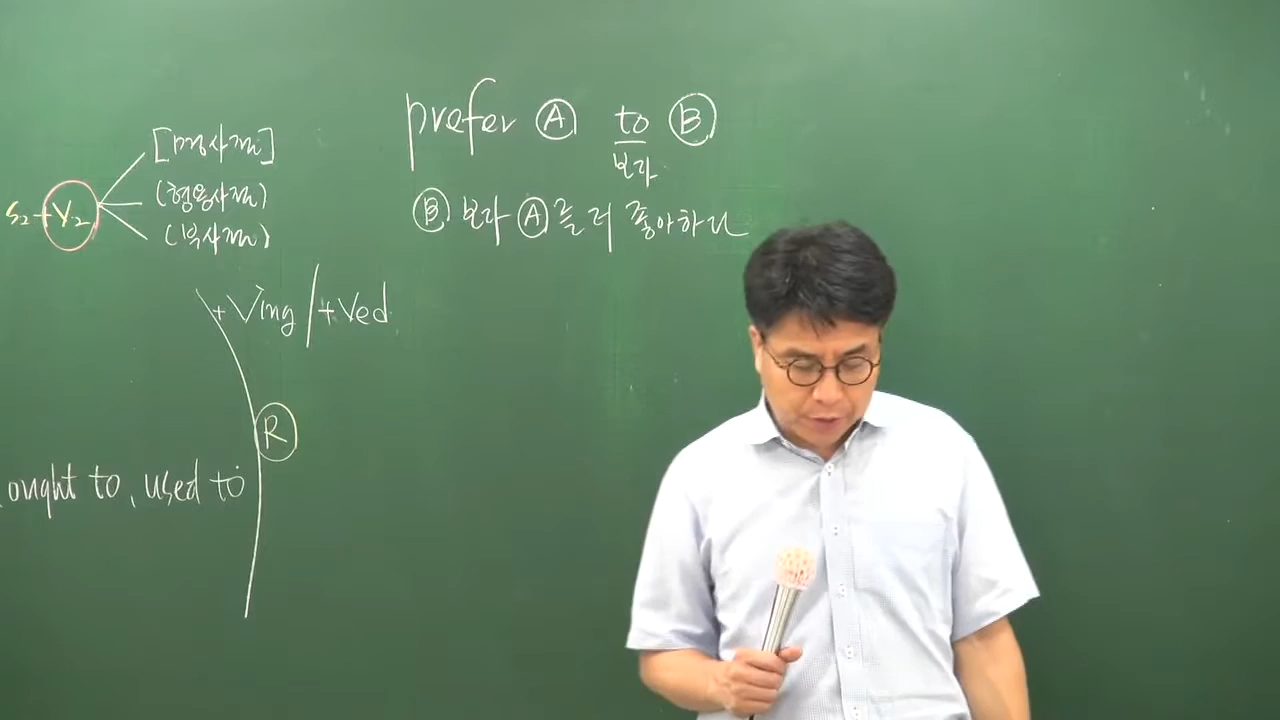 [명사절]
S₂+V₂ (형용사절)
(부사절)
+Ving / +Ved
Ⓡ
ought to, used to
prefer Ⓐ to Ⓑ
보다
Ⓑ 보다 Ⓐ를 더 좋아하다